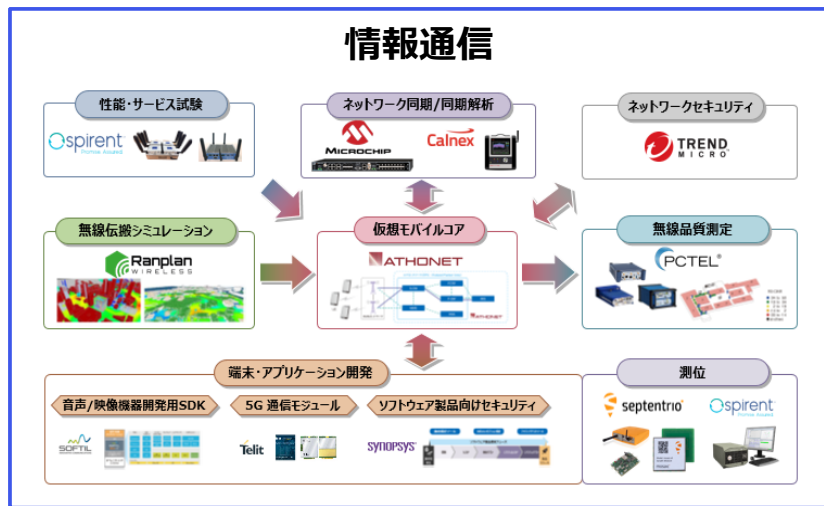 情報通信
性能・サービス試験
ネットワーク同期/同期解析
ネットワークセキュリティ
spirent
Promise. Assured.
MICROCHIP
Calnex
TREND
MICRO
無線伝搬シミュレーション
仮想モバイルコア
無線品質測定
Ranplan
WIRELESS
ATHONET
PCTEL®
ATHONET
端末・アプリケーション開発
測位
音声/映像機器開発用SDK
5G 通信モジュール
ソフトウェア製品向けセキュリティ
septentrio
spirent
SOFTIL
Telit
SYNOPSYS®